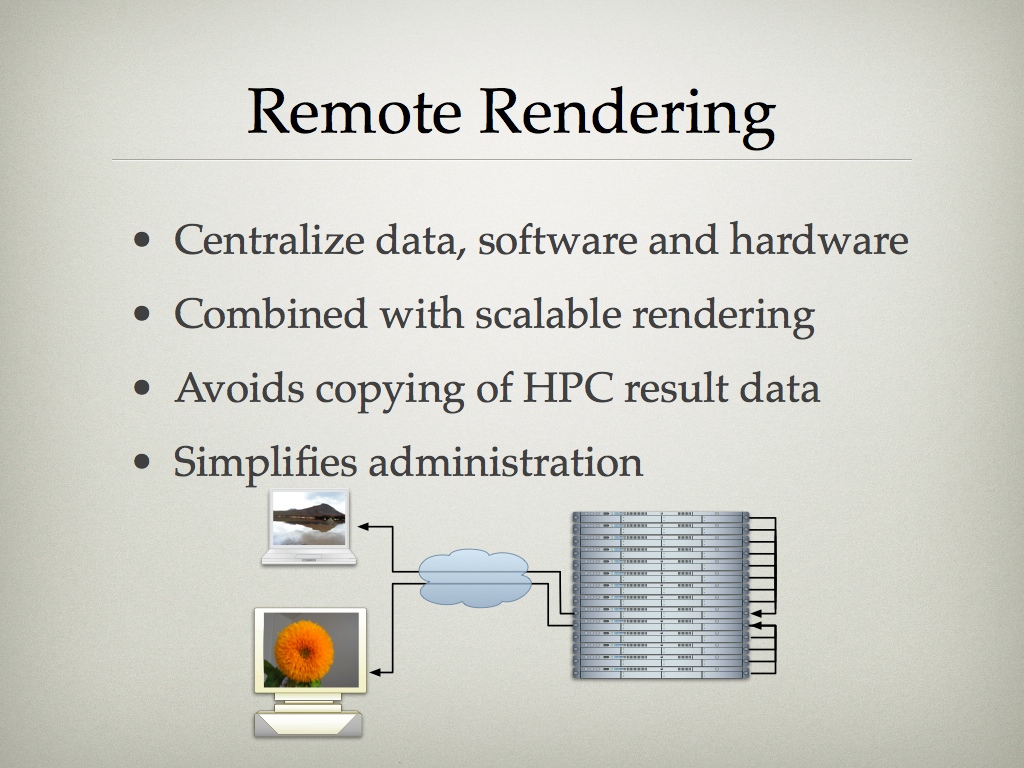 Remote Rendering
• Centralize data, software and hardware
• Combined with scalable rendering
• Avoids copying of HPC result data
• Simplifies administration